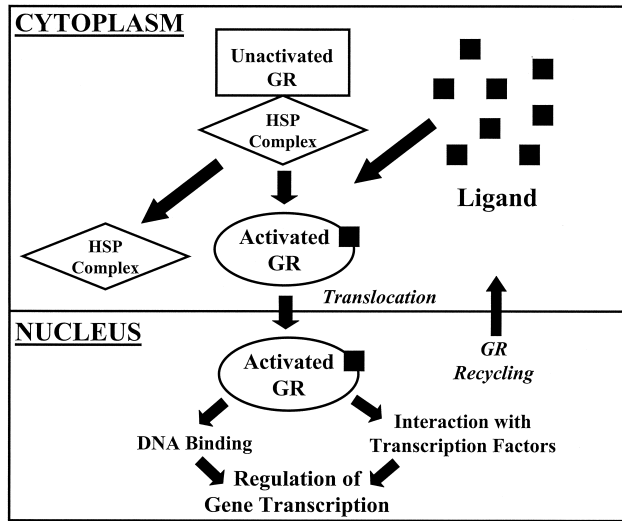 CYTOPLASM
Unactivated
GR
HSP
Complex
Ligand
HSP
Complex
Activated
GR
Translocation
NUCLEUS
Activated
GR
GR
Recycling
DNA Binding
Interaction with
Transcription Factors
Regulation of
Gene Transcription